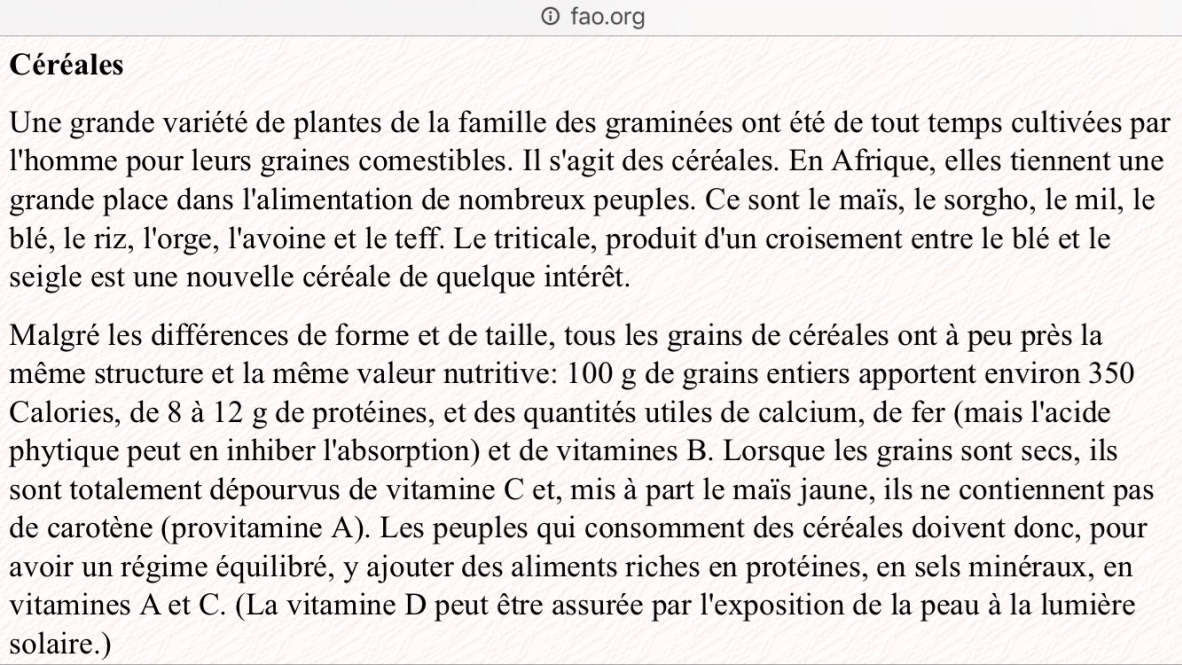 fao.org
Céréales
Une grande variété de plantes de la famille des graminées ont été de tout temps cultivées par
l'homme pour leurs graines comestibles. Il s'agit des céréales. En Afrique, elles tiennent une
grande place dans l'alimentation de nombreux peuples. Ce sont le maïs, le sorgho, le mil, le
blé, le riz, l'orge, l'avoine et le teff. Le triticale, produit d'un croisement entre le blé et le
seigle est une nouvelle céréale de quelque intérêt.
Malgré les différences de forme et de taille, tous les grains de céréales ont à peu près la
même structure et la même valeur nutritive: 100 g de grains entiers apportent environ 350
Calories, de 8 à 12 g de protéines, et des quantités utiles de calcium, de fer (mais l'acide
phytique peut en inhiber l'absorption) et de vitamines B. Lorsque les grains sont secs, ils
sont totalement dépourvus de vitamine C et, mis à part le maïs jaune, ils ne contiennent pas
de carotène (provitamine A). Les peuples qui consomment des céréales doivent donc, pour
avoir un régime équilibré, y ajouter des aliments riches en protéines, en sels minéraux, en
vitamines A et C. (La vitamine D peut être assurée par l'exposition de la peau à la lumière
solaire.)